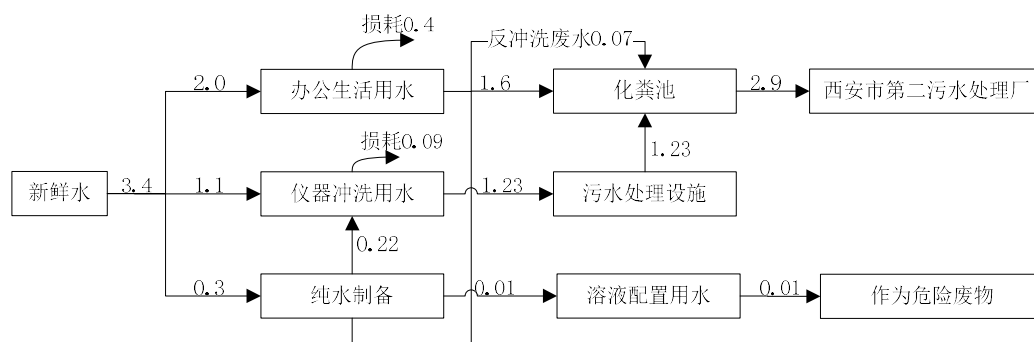 损耗0.4
反冲洗废水0.07
2.0
办公生活用水
1.6
化粪池
2.9
西安市第二污水处理厂
损耗0.09
1.23
新鲜水
3.4
1.1
仪器冲洗用水
1.23
污水处理设施
0.22
0.3
纯水制备
0.01
溶液配置用水
0.01
作为危险废物